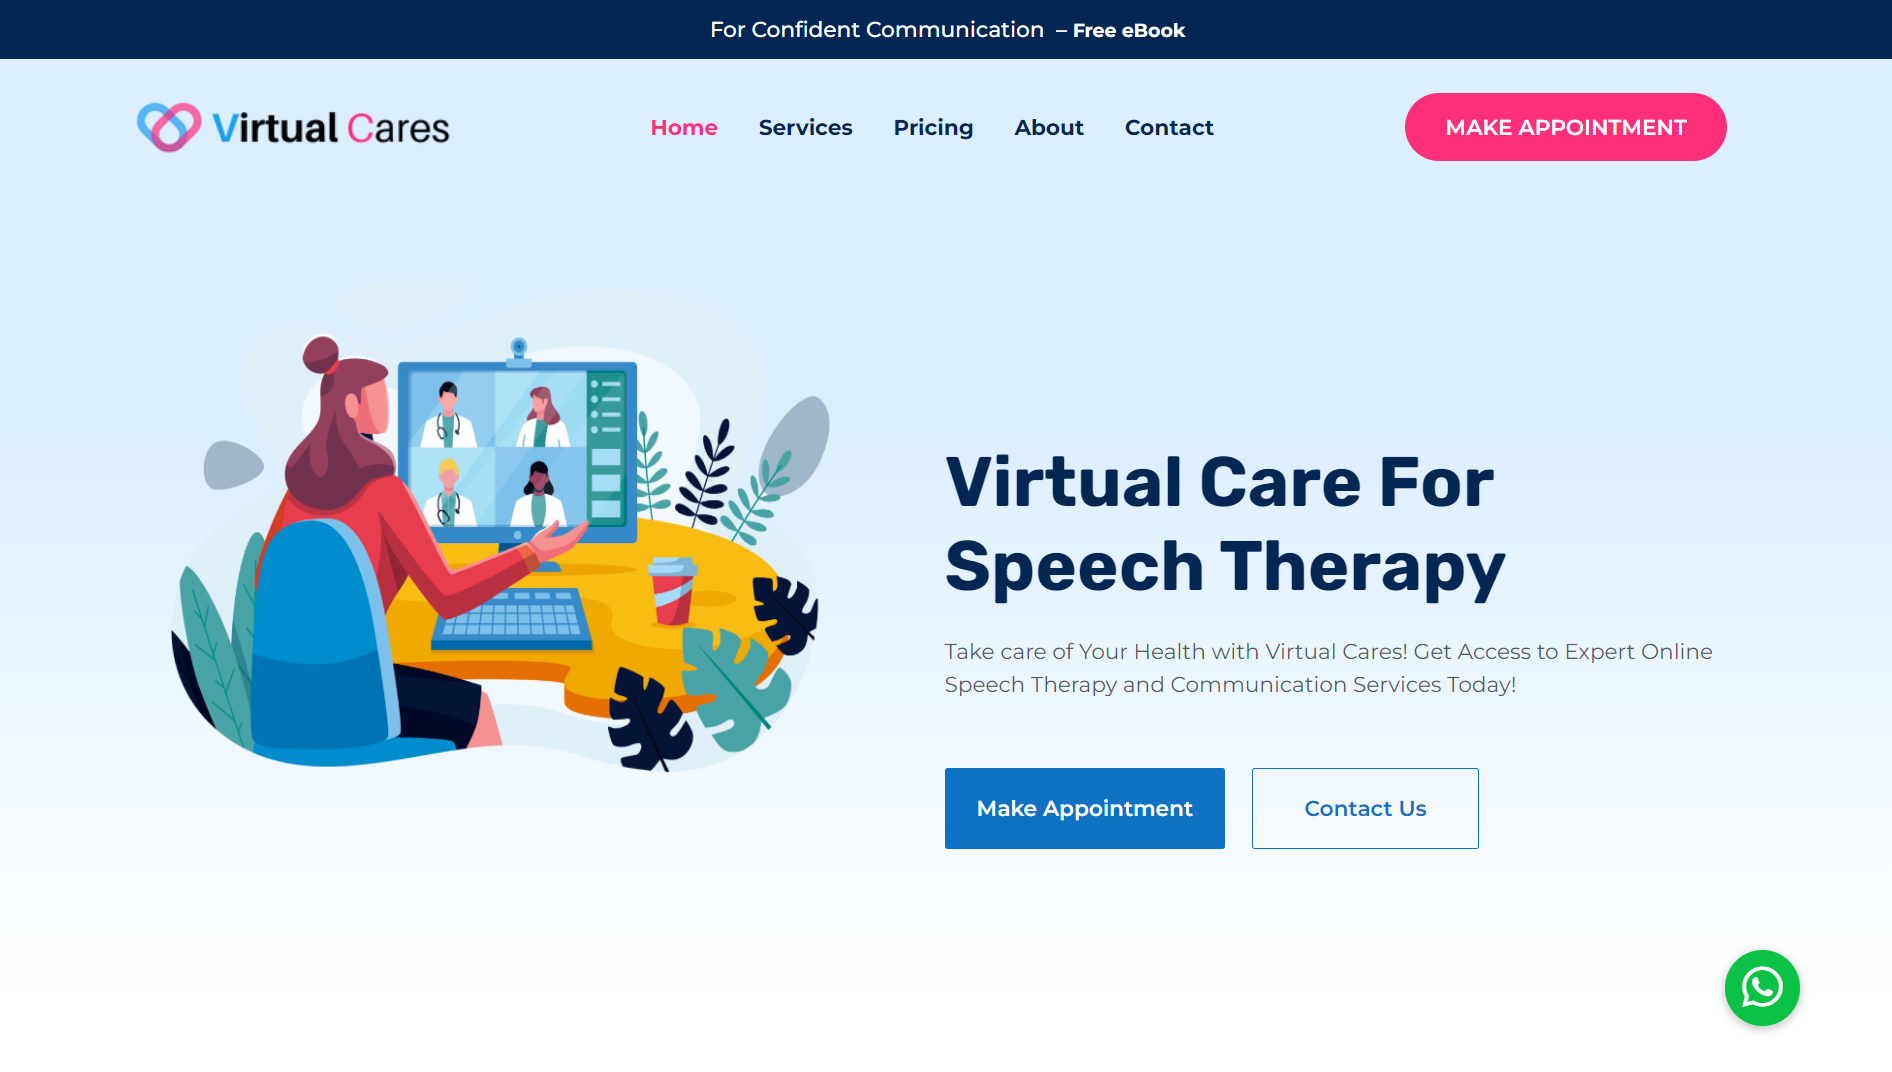 For Confident Communication – Free eBook
Virtual Cares
Home Services Pricing About Contact
MAKE APPOINTMENT
Virtual Care For
Speech Therapy
Take care of Your Health with Virtual Cares! Get Access to Expert Online
Speech Therapy and Communication Services Today!
Make Appointment
Contact Us